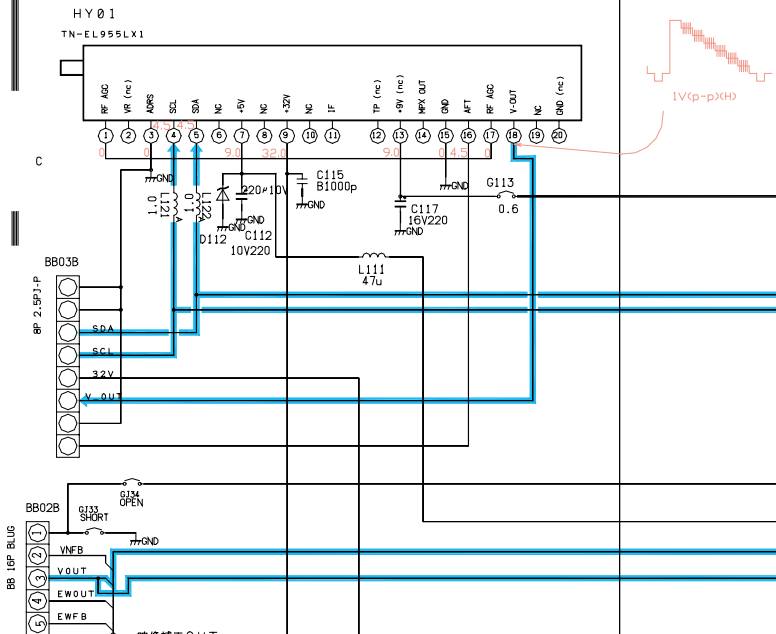 HY01
TN-EL955LX1
RF AGC
VR (nc)
ADRS
SCL
SDA
NC
+5V
NC
+32V
NC
IF
TP (nc)
+9V (nc)
MPX OUT
GND
AFT
RF AGC
V-OUT
NC
GND (nc)
1 2 3 4 5 6 7 8 9 10 11 12 13 14 15 16 17 18 19 20
0 0 4.5 4.5 9.0 32.0 9.0 0 4.5 0
1V(p-p)(H)
C
GND
L121
1.0
L122
1.0
D112
GND
220μ10V
GND
C112
10V220
C115
B1000p
GND
C117
16V220
GND
GND
GJ13
0.6
L111
47u
BB03B
8P 2.5PJ-P
SDA
SCL
32V
V_OUT
GJ34
OPEN
BB02B
GJ33
SHORT
GND
BB 16P BLUG
1
2
VNFB
3
VOUT
4
EWOUT
5
EWFB